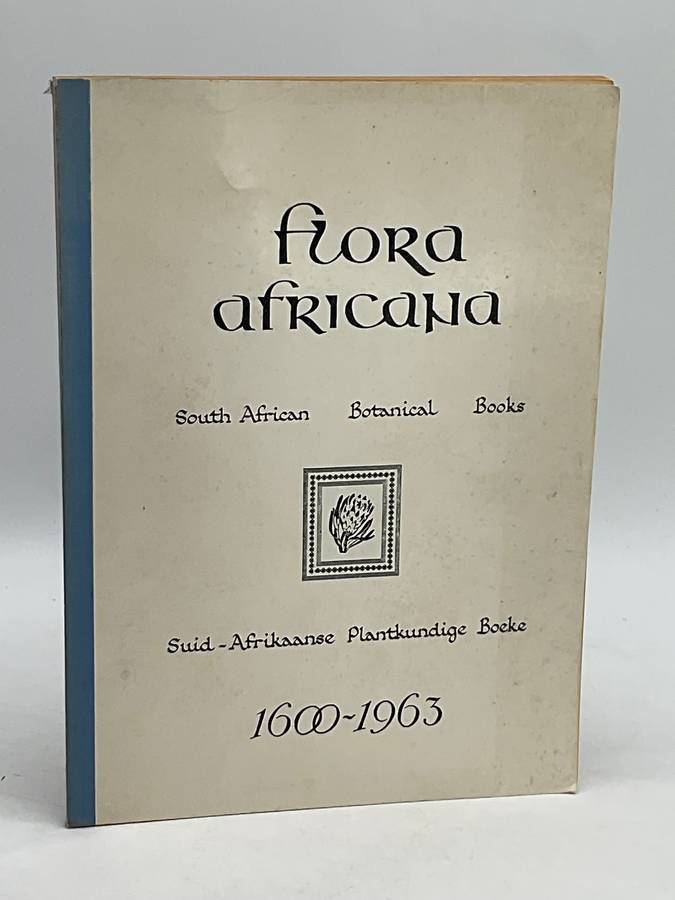 flora
africana
South African Botanical Books
Suid-Afrikaanse Plantkundige Boeke
1600-1963